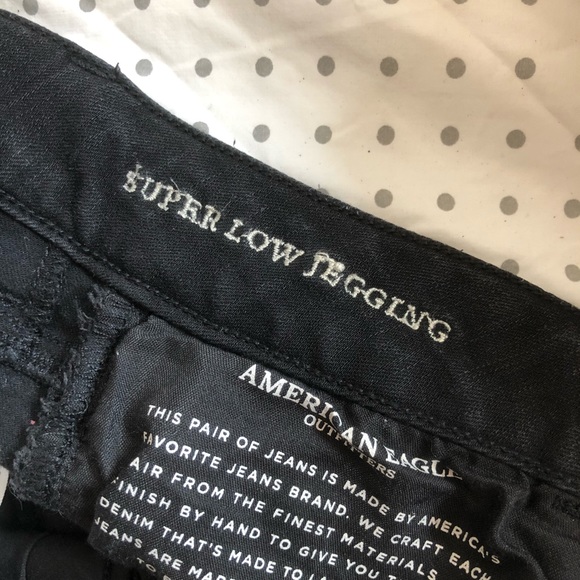 SUPER LOW JEGGING
AMERICAN EAGLE
OUTFITTERS
THIS PAIR OF JEANS IS MADE BY AMERICA'S
FAVORITE JEANS BRAND. WE CRAFT EACH
AIR FROM THE FINEST MATERIALS
FINISH BY HAND TO GIVE YOU
DENIM THAT'S MADE TO
JEANS ARE